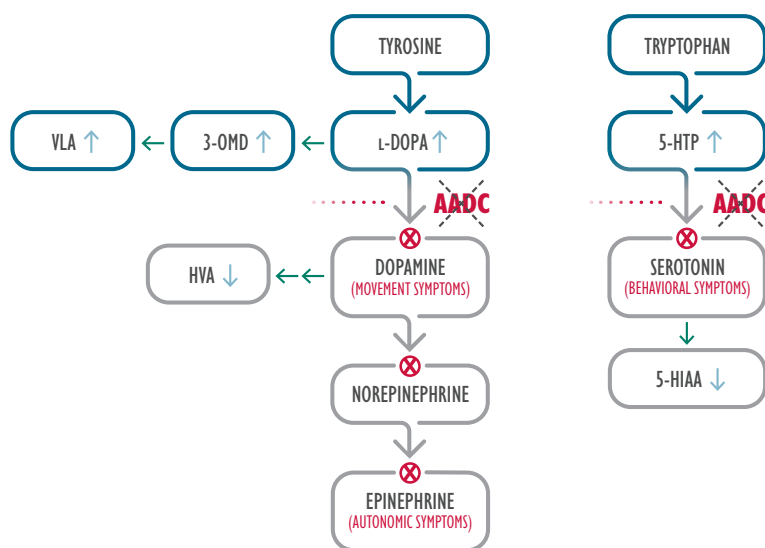 TYROSINE
TRYPTOPHAN
VLA ↑
3-OMD ↑
L-DOPA ↑
5-HTP ↑
AADC
AADC
HVA ↓
DOPAMINE
(MOVEMENT SYMPTOMS)
SEROTONIN
(BEHAVIORAL SYMPTOMS)
NOREPINEPHRINE
5-HIAA ↓
EPINEPHRINE
(AUTONOMIC SYMPTOMS)